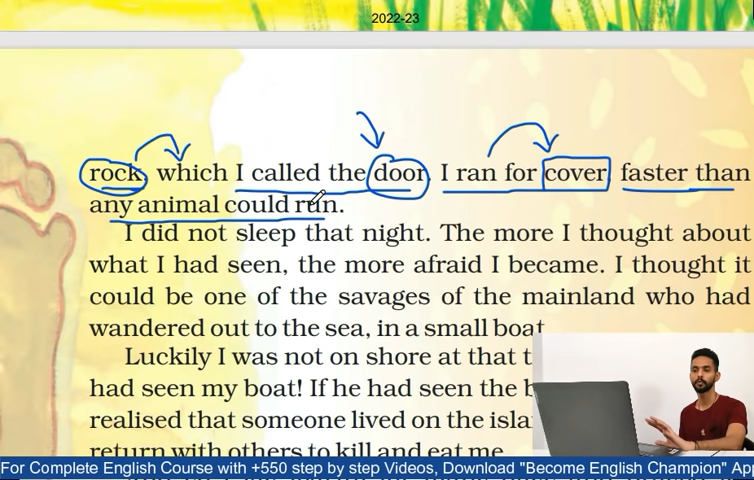 2022-23
rock, which I called the door. I ran for cover, faster than
any animal could run.
I did not sleep that night. The more I thought about
what I had seen, the more afraid I became. I thought it
could be one of the savages of the mainland who had
wandered out to the sea, in a small boat
Luckily I was not on shore at that
had seen my boat! If he had seen the
realised that someone lived on the
return with others to kill and eat me
For Complete English Course with +550 step by step Videos, Download "Become English Champion"